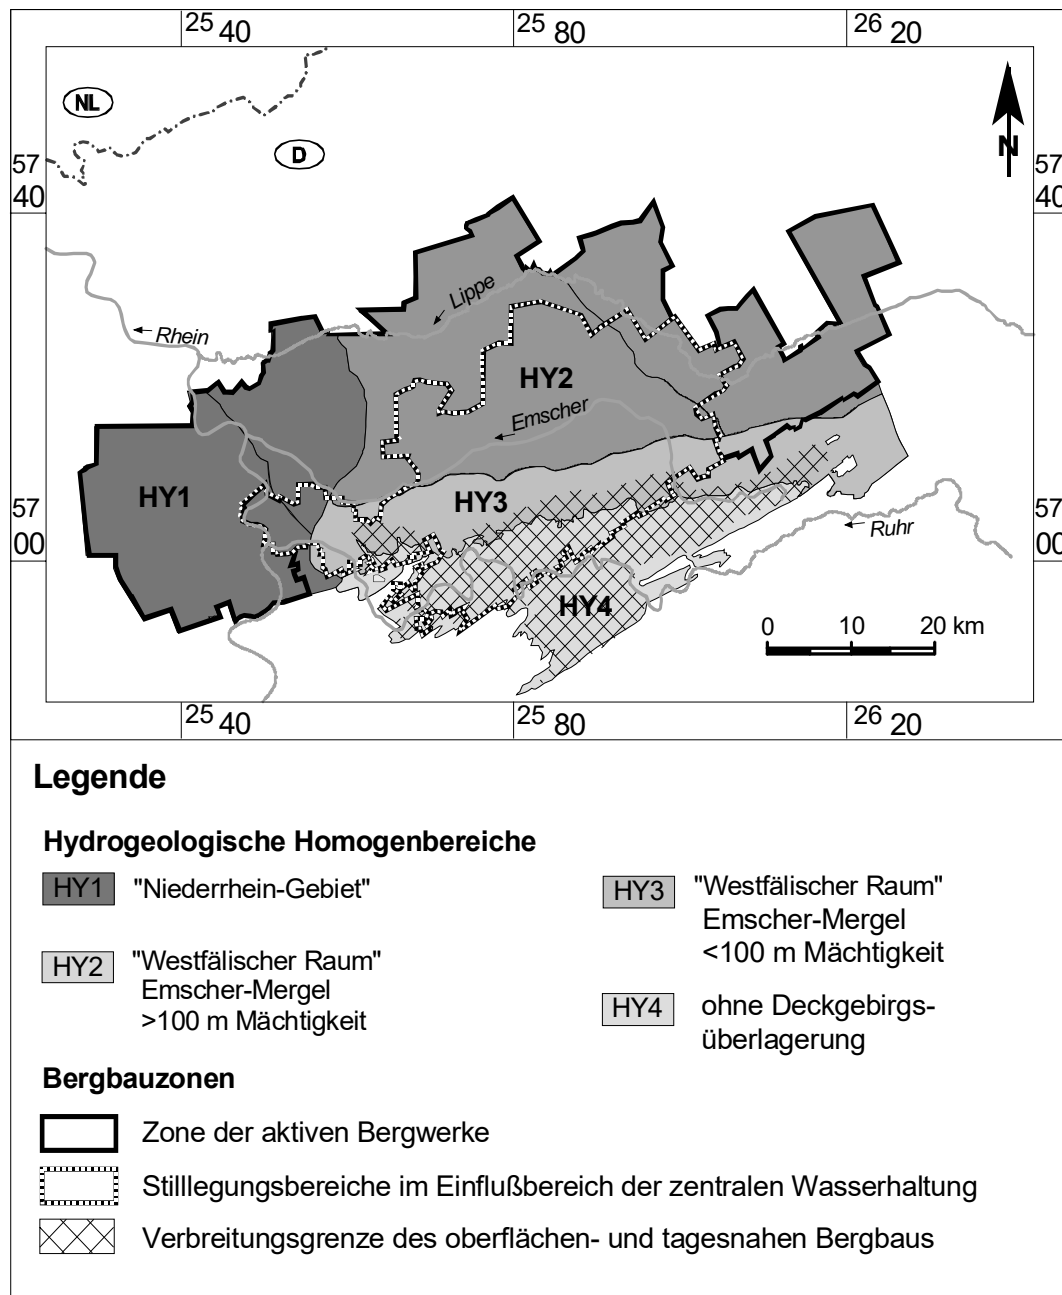 25 40
25 80
26 20
NL
D
N
57
40
57
40
Lippe
Rhein
HY2
Emscher
HY1
HY3
57
00
57
00
Ruhr
HY4
0 10 20 km
25 40
25 80
26 20
Legende
Hydrogeologische Homogenbereiche
HY1 "Niederrhein-Gebiet"
HY2 "Westfälischer Raum"
Emscher-Mergel
>100 m Mächtigkeit
HY3 "Westfälischer Raum"
Emscher-Mergel
<100 m Mächtigkeit
HY4 ohne Deckgebirgs-
überlagerung
Bergbauzonen
Zone der aktiven Bergwerke
Stilllegungsbereiche im Einflußbereich der zentralen Wasserhaltung
Verbreitungsgrenze des oberflächen- und tagesnahen Bergbaus